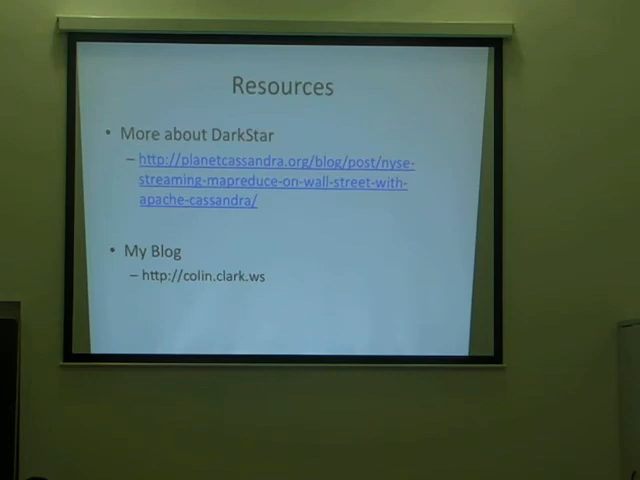 Resources
• More about DarkStar
– http://planetcassandra.org/blog/post/nyse-
streaming-mapreduce-on-wall-street-with-
apache-cassandra/
• My Blog
– http://colin.clark.ws